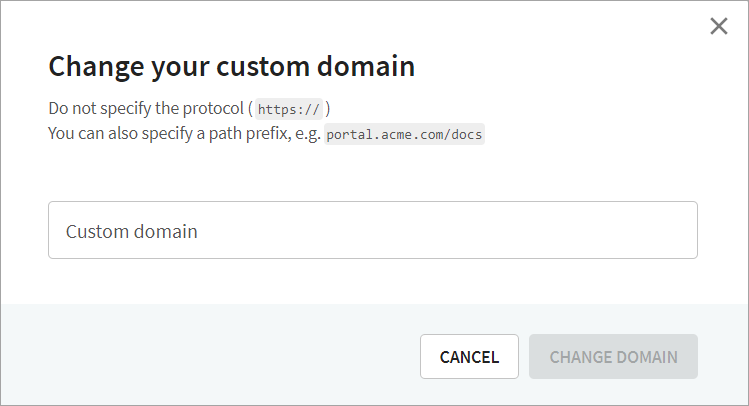 Change your custom domain
Do not specify the protocol ( https:// )
You can also specify a path prefix, e.g. portal.acme.com/docs
Custom domain
CANCEL
CHANGE DOMAIN